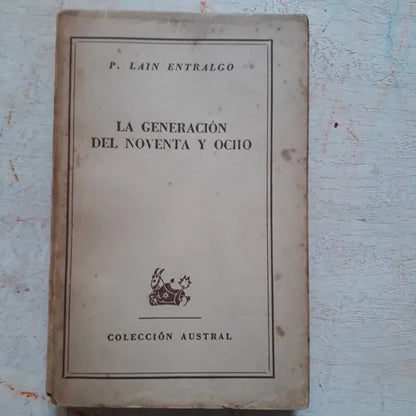 P. LAIN ENTRALGO
LA GENERACIÓN
DEL NOVENTA Y OCHO
COLECCIÓN AUSTRAL